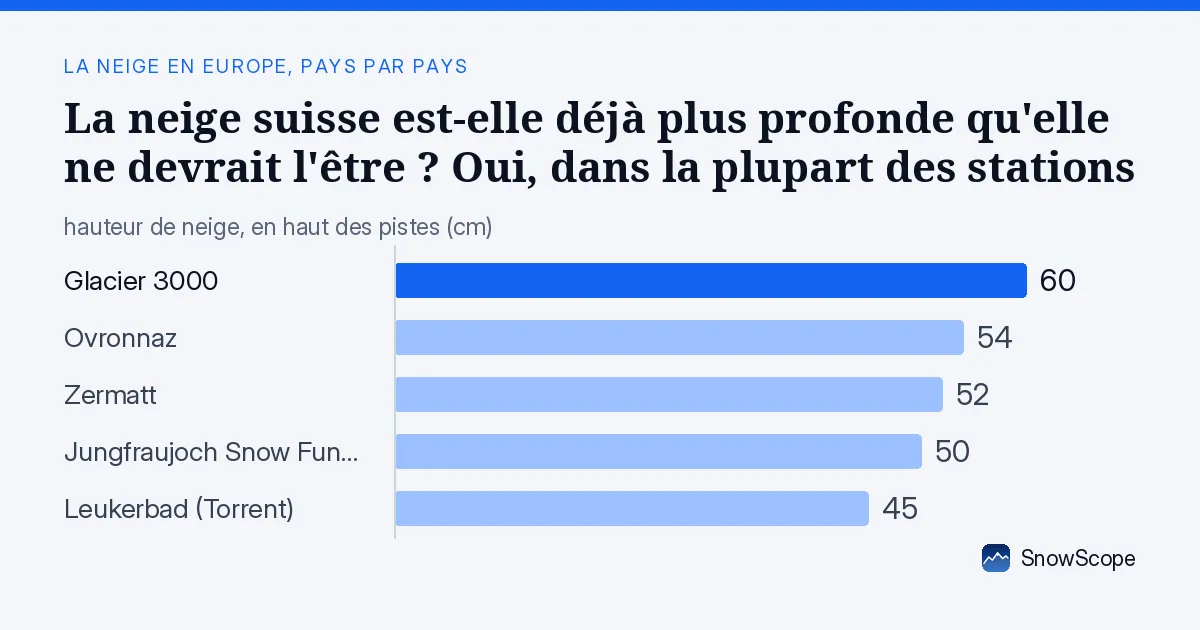 LA NEIGE EN EUROPE, PAYS PAR PAYS
La neige suisse est-elle déjà plus profonde qu'elle
ne devrait l'être ? Oui, dans la plupart des stations
hauteur de neige, en haut des pistes (cm)
Glacier 3000 60
Ovronnaz 54
Zermatt 52
Jungfraujoch Snow Fun... 50
Leukerbad (Torrent) 45
SnowScope